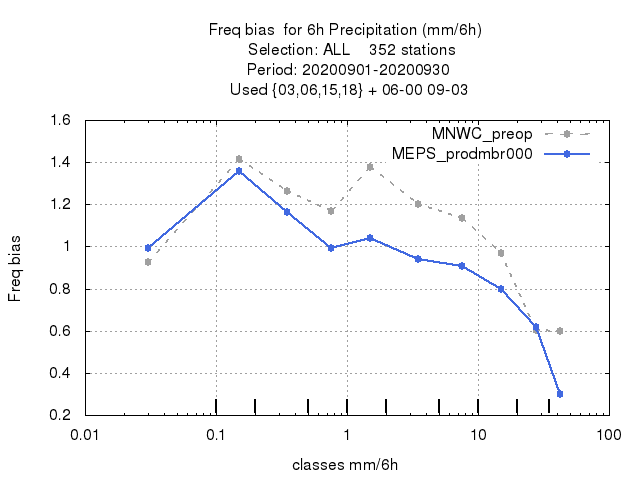 Freq bias  for 6h Precipitation (mm/6h)
Selection: ALL    352 stations
Period: 20200901-20200930
Used {03,06,15,18} + 06-00 09-03
MNWC_preop
MEPS_prodmbr000
1.6
1.4
1.2
1
0.8
0.6
0.4
0.2
Freq bias
0.01 0.1 1 10 100
classes mm/6h